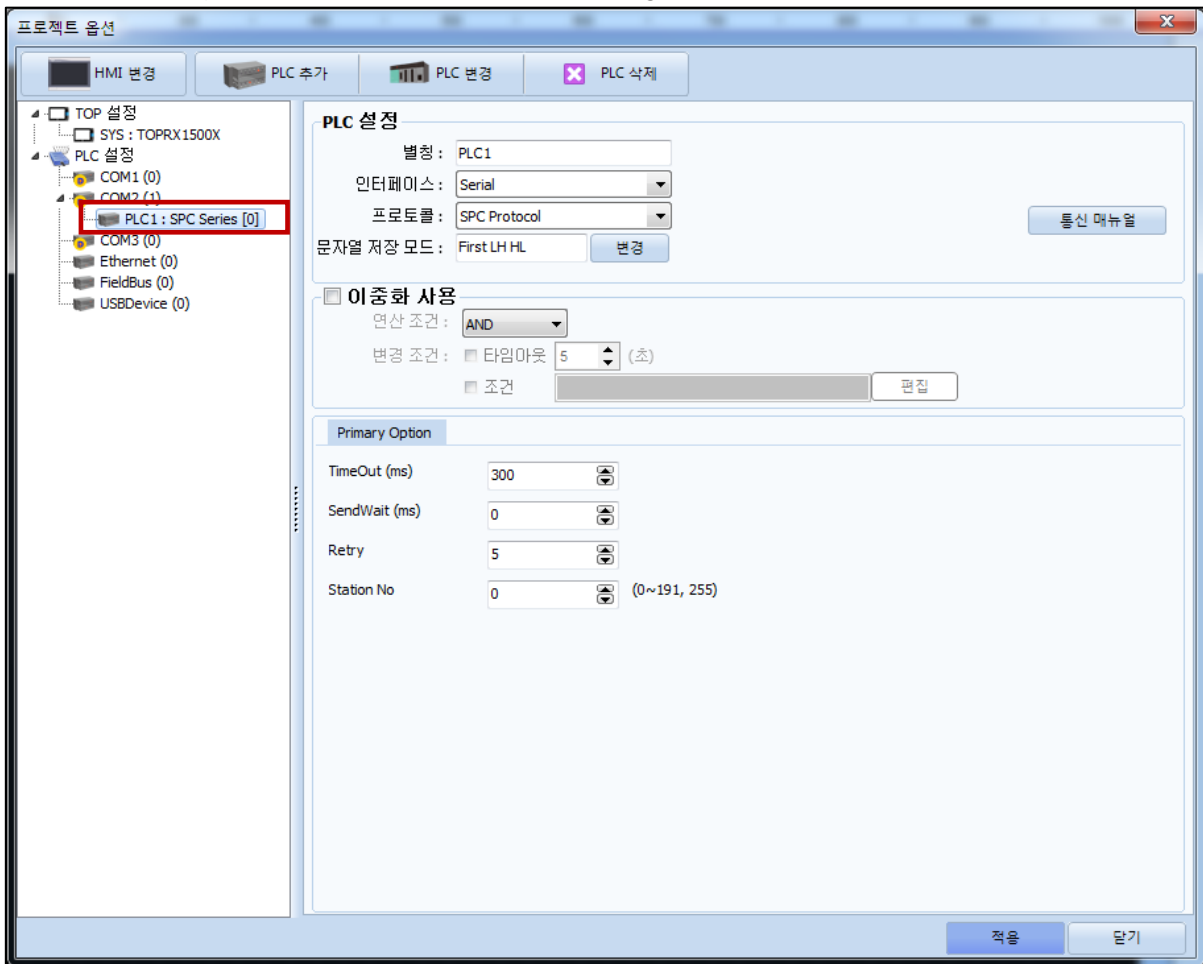 프로젝트 옵션
HMI 변경
PLC 추가
PLC 변경
PLC 삭제
TOP 설정
SYS : TOPRX1500X
PLC 설정
COM1 (0)
COM2 (1)
PLC1 : SPC Series [0]
COM3 (0)
Ethernet (0)
FieldBus (0)
USBDevice (0)
PLC 설정
별칭 : PLC1
인터페이스 : Serial
프로토콜 : SPC Protocol
통신 매뉴얼
문자열 저장 모드 : First LH HL 변경
이중화 사용
연산 조건 : AND
변경 조건 : 타임아웃 5 (초)
조건 편집
Primary Option
TimeOut (ms) 300
SendWait (ms) 0
Retry 5
Station No 0 (0~191, 255)
적용 닫기